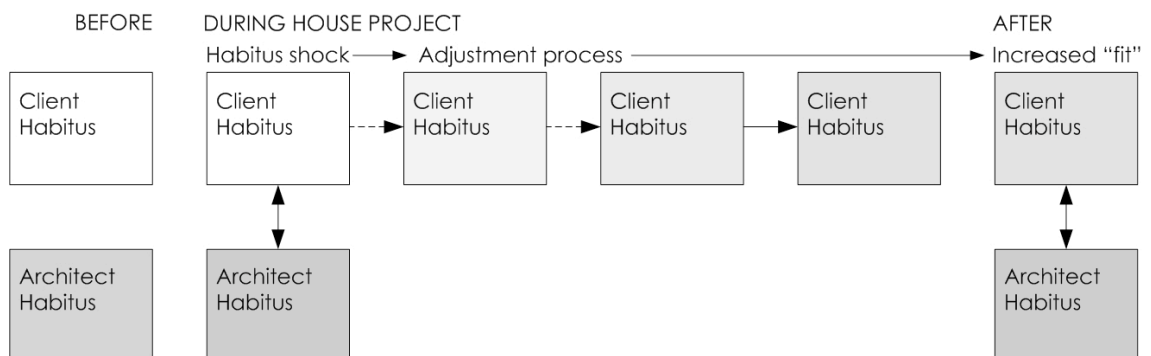 BEFORE
DURING HOUSE PROJECT
AFTER
Habitus shock
Adjustment process
Increased “fit”
Client
Habitus
Client
Habitus
Client
Habitus
Client
Habitus
Client
Habitus
Client
Habitus
Architect
Habitus
Architect
Habitus
Architect
Habitus